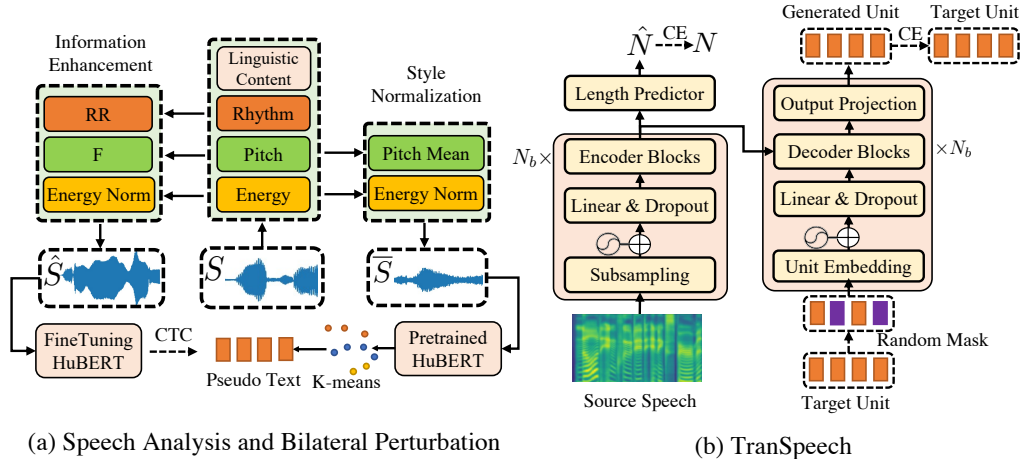 Information
Enhancement
RR
F
Energy Norm
Linguistic
Content
Rhythm
Pitch
Energy
Style
Normalization
Pitch Mean
Energy Norm
Ŝ
S
S̅
FineTuning
HuBERT
CTC
Pseudo Text
K-means
Pretrained
HuBERT
(a) Speech Analysis and Bilateral Perturbation
N̂
CE
N
Length Predictor
N_b ×
Encoder Blocks
Linear & Dropout
Subsampling
Source Speech
Generated Unit
CE
Target Unit
Output Projection
Decoder Blocks
× N_b
Linear & Dropout
Unit Embedding
Random Mask
Target Unit
(b) TranSpeech